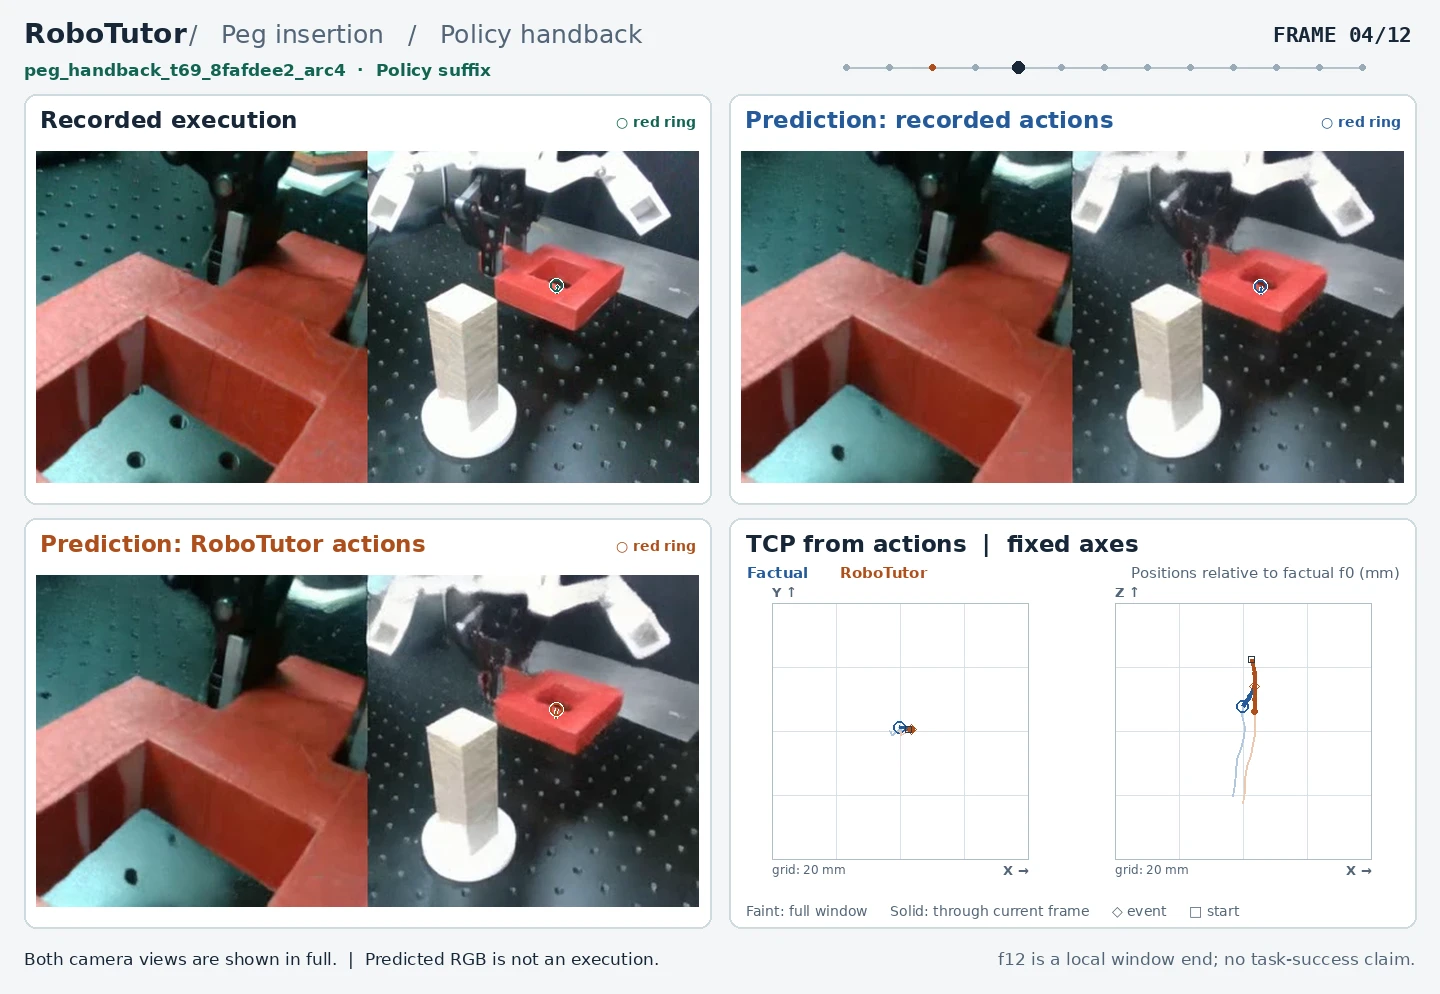 RoboTutor / Peg insertion / Policy handback
FRAME 04/12
peg_handback_t69_8fafdee2_arc4 · Policy suffix
Recorded execution
○ red ring
Prediction: recorded actions
○ red ring
Prediction: RoboTutor actions
○ red ring
TCP from actions | fixed axes
Factual RoboTutor
Positions relative to factual f0 (mm)
Y ↑
Z ↑
grid: 20 mm
X →
grid: 20 mm
X →
Faint: full window Solid: through current frame ◇ event □ start
Both camera views are shown in full. | Predicted RGB is not an execution.
f12 is a local window end; no task-success claim.